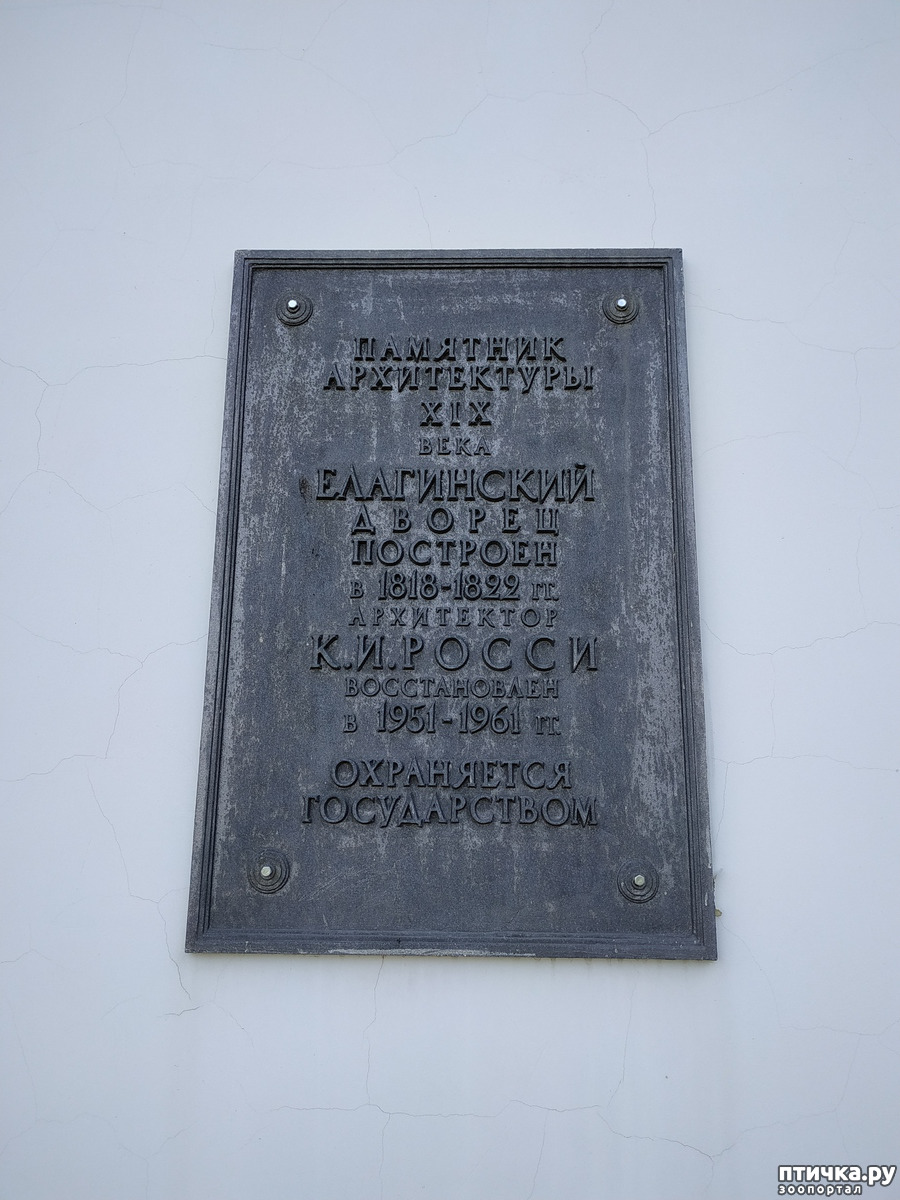 ПАМЯТНИК
АРХИТЕКТУРЫ
XIX
ВЕКА
ЕЛАГИНСКИЙ
ДВОРЕЦ
ПОСТРОЕН
В 1818-1822 ГГ.
АРХИТЕКТОР
К.И.РОССИ
ВОССТАНОВЛЕН
В 1951-1961 ГГ.
ОХРАНЯЕТСЯ
ГОСУДАРСТВОМ
птичка.ру
зоопортал